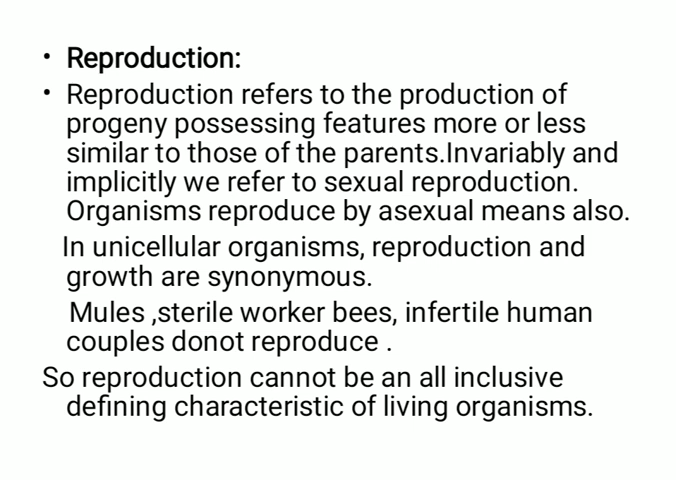 • Reproduction:
• Reproduction refers to the production of
progeny possessing features more or less
similar to those of the parents.Invariably and
implicitly we refer to sexual reproduction.
Organisms reproduce by asexual means also.
In unicellular organisms, reproduction and
growth are synonymous.
Mules ,sterile worker bees, infertile human
couples donot reproduce .
So reproduction cannot be an all inclusive
defining characteristic of living organisms.